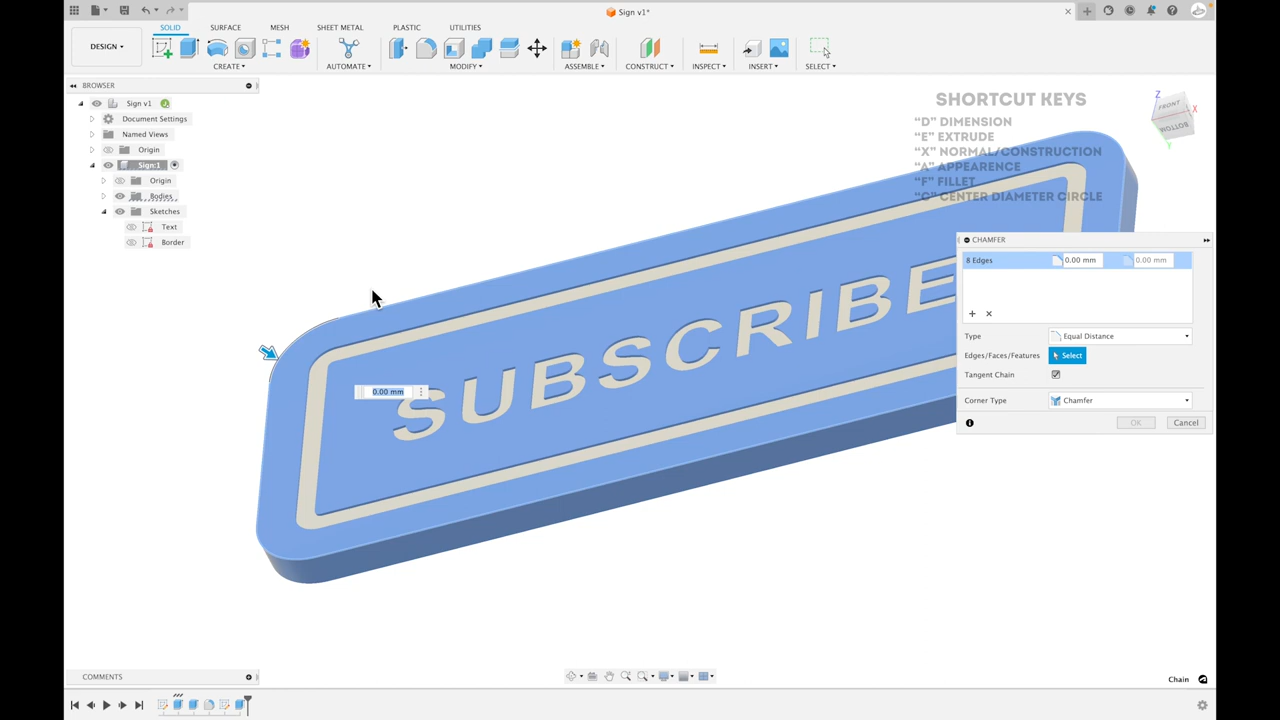 Sign v1*
SOLID SURFACE MESH SHEET METAL PLASTIC UTILITIES
DESIGN
CREATE AUTOMATE MODIFY ASSEMBLE CONSTRUCT INSPECT INSERT SELECT
BROWSER
Sign v1
Document Settings
Named Views
Origin
Sign:1
Origin
Bodies
Sketches
Text
Border
SHORTCUT KEYS
“D” DIMENSION
“E” EXTRUDE
“X” NORMAL/CONSTRUCTION
“A” APPEARENCE
“F” FILLET
“C” CENTER DIAMETER CIRCLE
Z
FRONT
X
BOTTOM
Y
SUBSCRIBE
0.00 mm
CHAMFER
8 Edges 0.00 mm 0.00 mm
Type Equal Distance
Edges/Faces/Features Select
Tangent Chain
Corner Type Chamfer
OK Cancel
COMMENTS
Chain